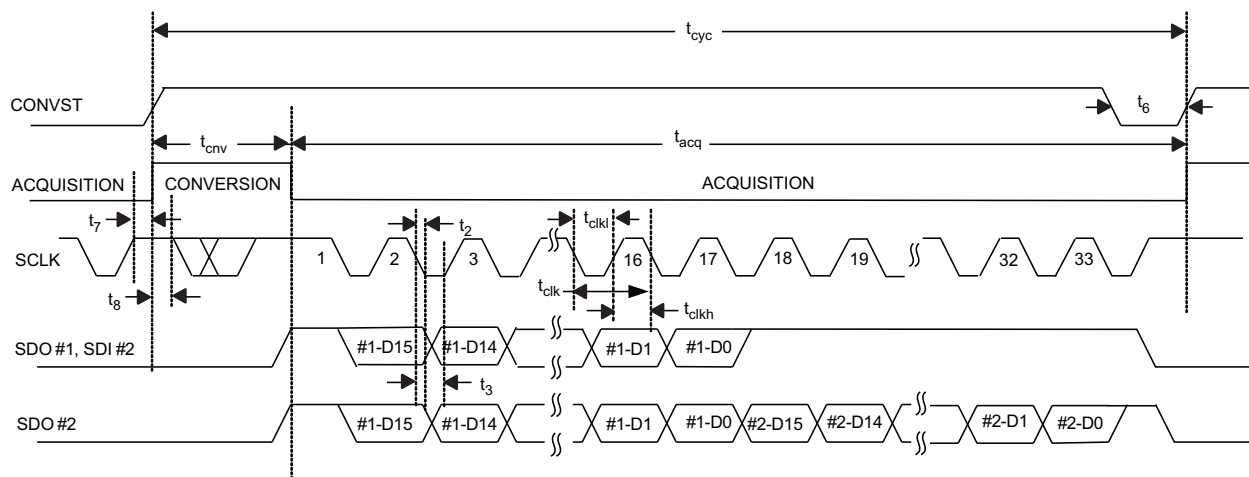 t_cyc
CONVST
t_6
t_cnv
t_acq
ACQUISITION
CONVERSION
ACQUISITION
t_7
t_2
t_clkl
SCLK
1
2
3
16
17
18
19
32
33
t_8
t_clk
t_clkh
SDO #1, SDI #2
#1-D15
#1-D14
#1-D1
#1-D0
t_3
SDO #2
#1-D15
#1-D14
#1-D1
#1-D0
#2-D15
#2-D14
#2-D1
#2-D0